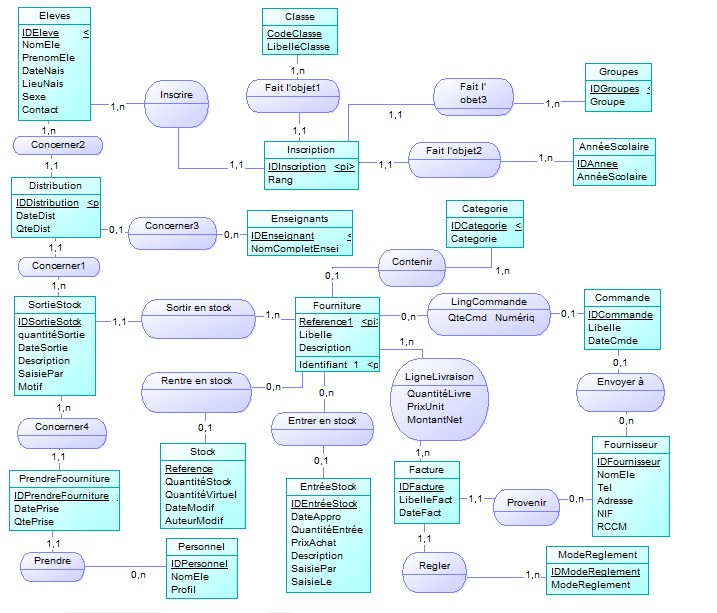 Eleves
IDEleve <
NomEle
PrenomEle
DateNais
LieuNais
Sexe
Contact
1,n
Inscrire
1,n
1,1
Classe
CodeClasse
LibelleClasse
1,n
Fait l'objet1
1,1
Fait l'
obet3
1,1
1,n
Groupes
IDGroupes <
Groupe
Inscription
IDInscription <pi>
Rang
1,1
Fait l'objet2
1,n
AnnéeScolaire
IDAnnee
AnnéeScolaire
Concerner2
1,1
Distribution
IDDistribution <p
DateDist
QteDist
0,1
Concerner3
0,n
Enseignants
IDEnseignant <
NomCompletEnsei
Categorie
IDCategorie <
Categorie
1,n
Contenir
0,1
1,1
Concerner1
1,n
SortieStock
IDSortieSotck
quantitéSortie
DateSortie
Description
SaisiePar
Motif
1,1
Sortir en stock
1,n
Fourniture
Reference1 <pi:
Libelle
Description
Identifiant 1 <p
0,n
LingCommande
QteCmd Numériq
0,1
Commande
IDCommande
Libelle
DateCmde
0,1
Envoyer à
0,n
1,n
LigneLivraison
QuantitéLivre
PrixUnit
MontantNet
1,n
Rentre en stock
0,n
0,1
Stock
Reference
QuantitéStock
QuantitéVirtuel
DateModif
AuteurModif
0,n
Entrer en stock
0,1
EntréeStock
IDEntréeStock
DateAppro
QuantitéEntrée
PrixAchat
Description
SaisiePar
SaisieLe
1,n
Concerner4
1,n
PrendreFoourniture
IDPrendreFourniture
DatePrise
QtePrise
1,1
Prendre
0,n
Personnel
IDPersonnel
NomEle
Profil
Facture
IDFacture
LibelleFact
DateFact
1,1
Provenir
0,n
Fournisseur
IDFournisseur
NomEle
Tel
Adresse
NIF
RCCM
1,1
Regler
1,n
ModeReglement
IDModeReglement
ModeReglement